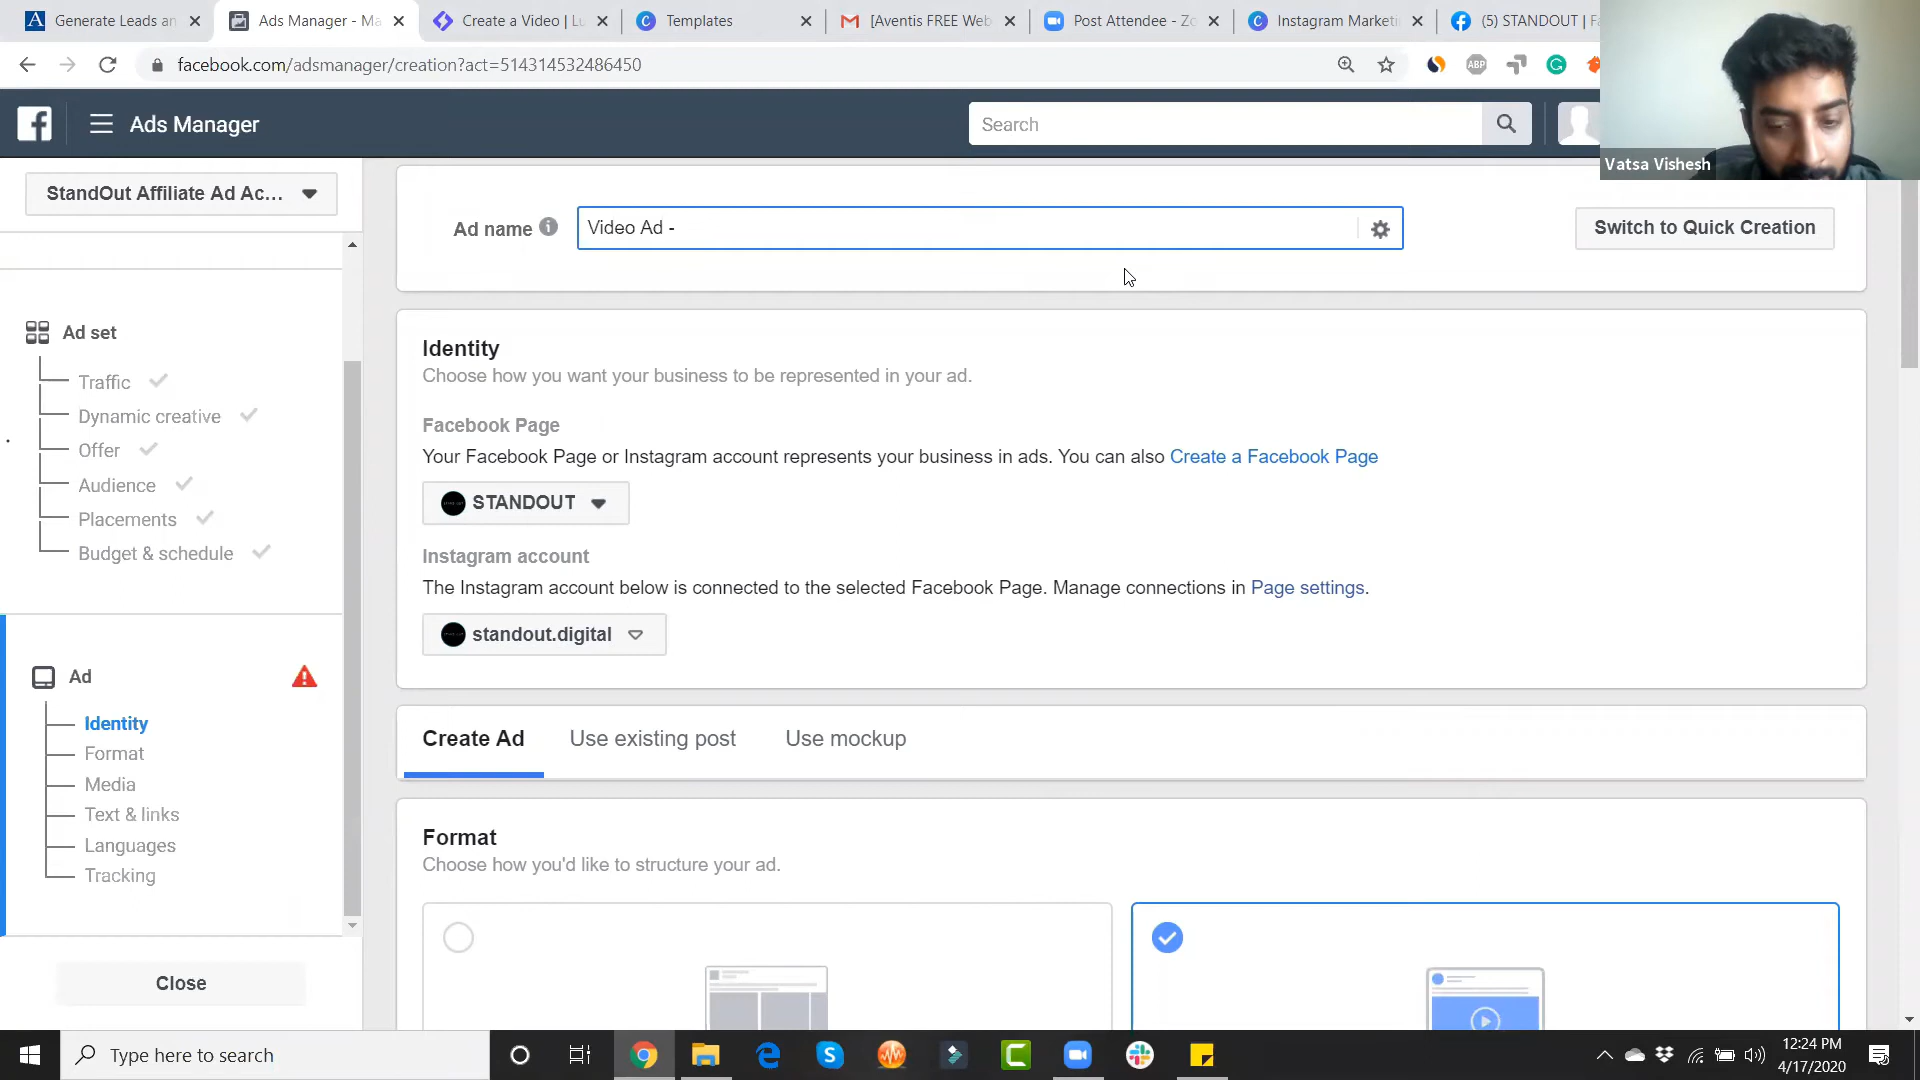 Generate Leads an
Ads Manager - Ma
Create a Video | Lu
Templates
[Aventis FREE Web
Post Attendee - Zo
Instagram Marketi
(5) STANDOUT | Fa
facebook.com/adsmanager/creation?act=514314532486450
ABP
Ads Manager
Search
Vatsa Vishesh
StandOut Affiliate Ad Ac...
Ad name
Video Ad -
Switch to Quick Creation
Identity
Choose how you want your business to be represented in your ad.
Facebook Page
Your Facebook Page or Instagram account represents your business in ads. You can also Create a Facebook Page
STANDOUT
Instagram account
The Instagram account below is connected to the selected Facebook Page. Manage connections in Page settings.
standout.digital
Ad set
Traffic
Dynamic creative
Offer
Audience
Placements
Budget & schedule
Ad
Identity
Format
Media
Text & links
Languages
Tracking
Close
Create Ad
Use existing post
Use mockup
Format
Choose how you'd like to structure your ad.
Type here to search
12:24 PM
4/17/2020